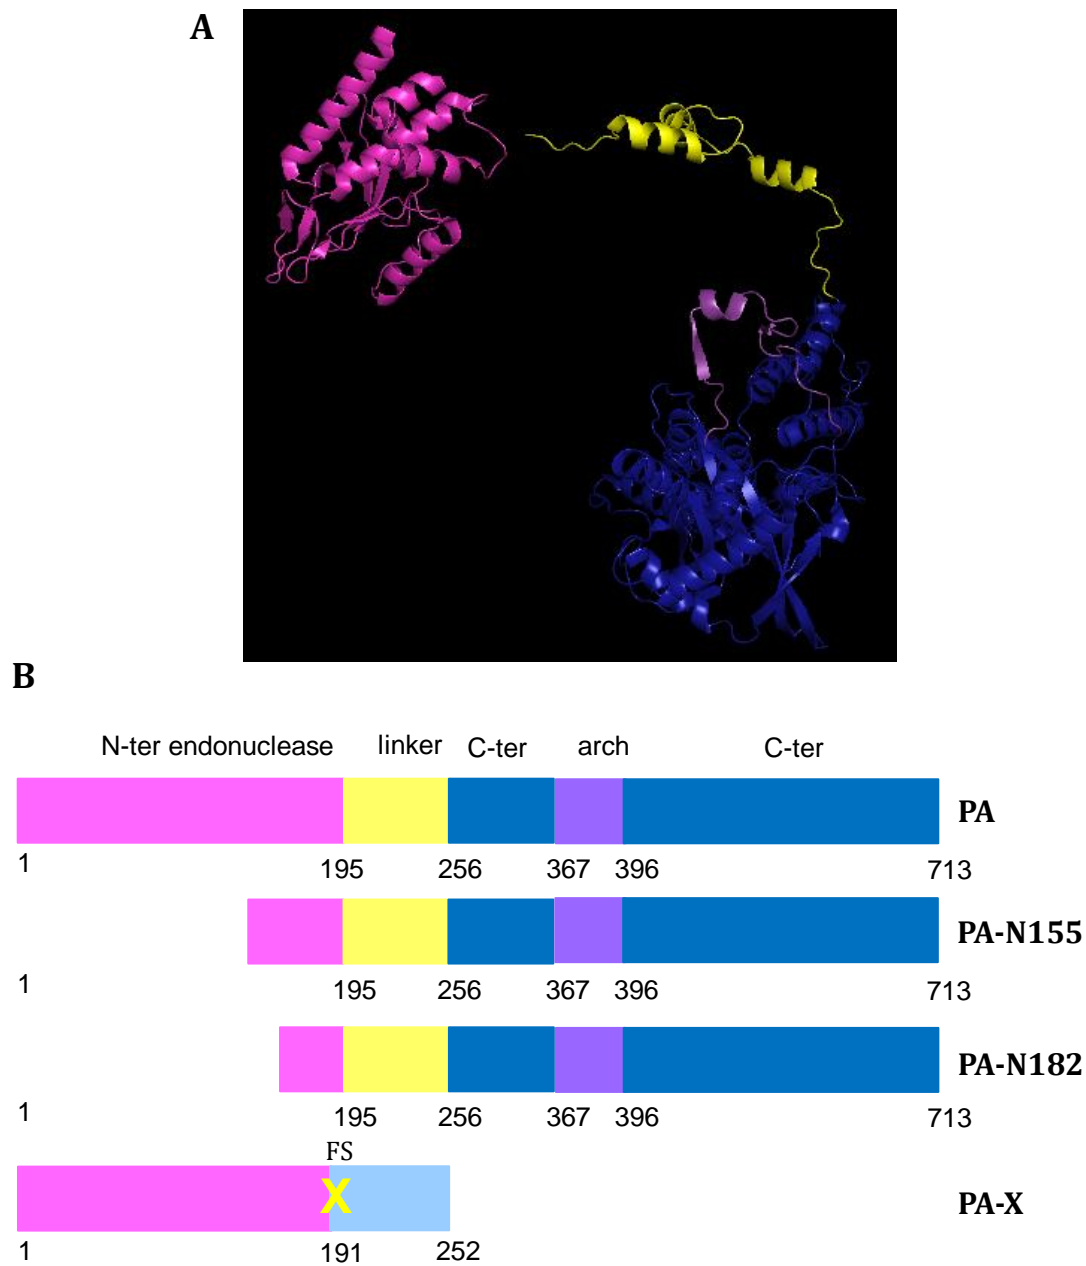 A
B
N-ter endonuclease linker C-ter arch C-ter
PA
1 195 256 367 396 713
PA-N155
1 195 256 367 396 713
PA-N182
1 195 256 367 396 713
FS
X
PA-X
1 191 252